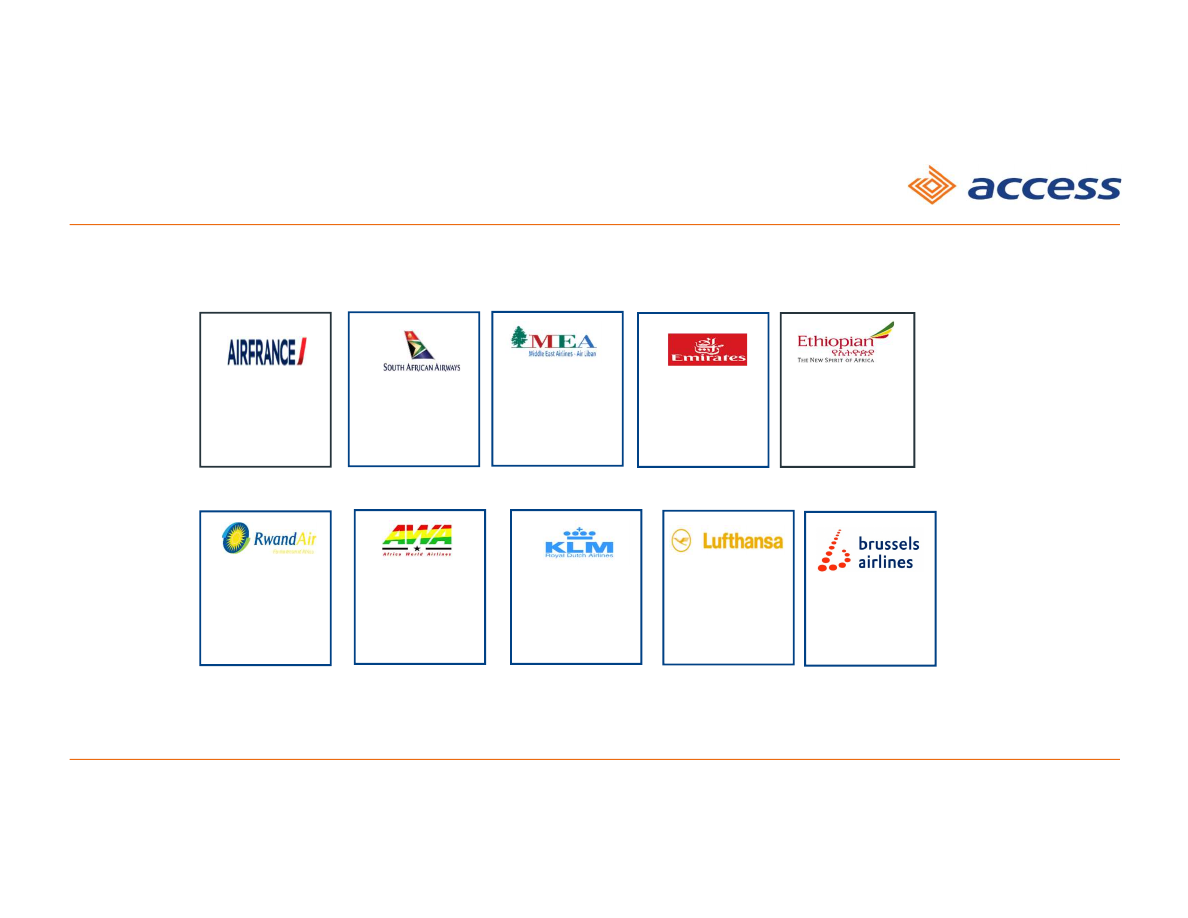 access
AIRFRANCE
SOUTH AFRICAN AIRWAYS
MEA
Middle East Airlines - Air Liban
Emirates
Ethiopian
የኢትዮጵያ
THE NEW SPIRIT OF AFRICA
RwandAir
AWA
Africa World Airlines
KLM
Royal Dutch Airlines
Lufthansa
brussels
airlines